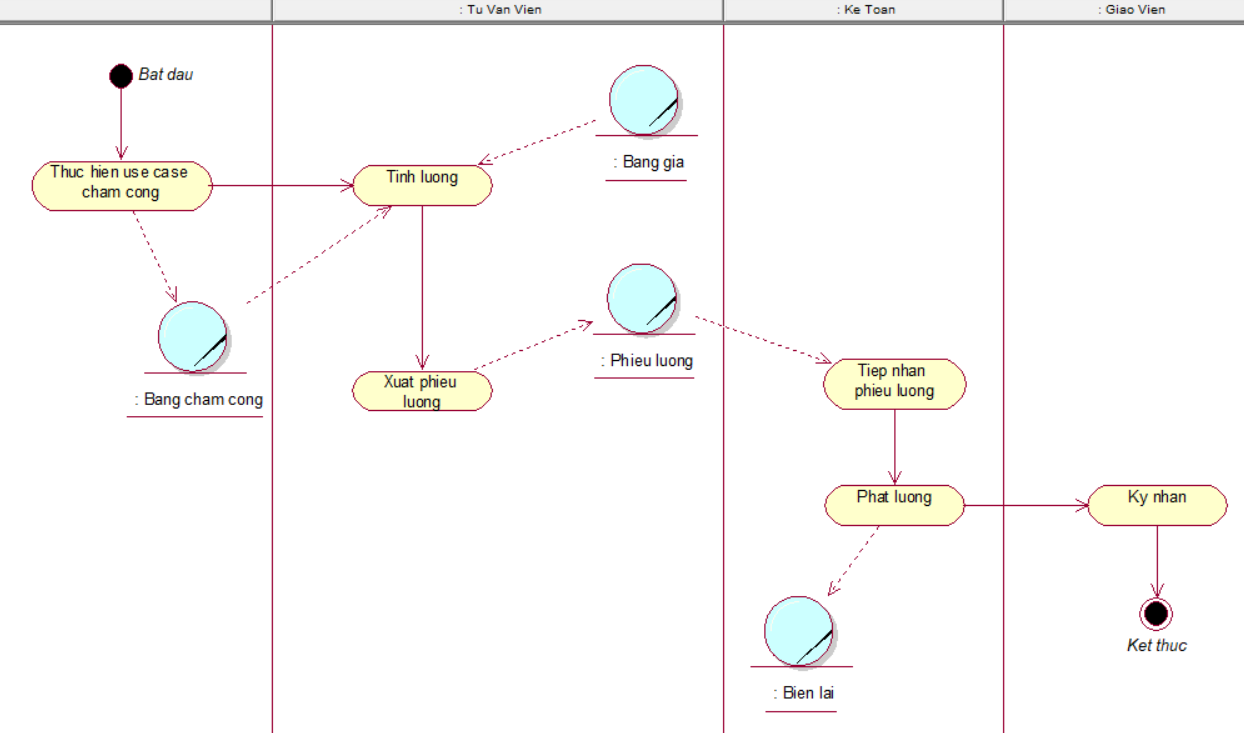 : Tu Van Vien
: Ke Toan
: Giao Vien
Bat dau
Thuc hien use case
cham cong
Tinh luong
: Bang gia
: Bang cham cong
Xuat phieu
luong
: Phieu luong
Tiep nhan
phieu luong
Phat luong
Ky nhan
: Bien lai
Ket thuc